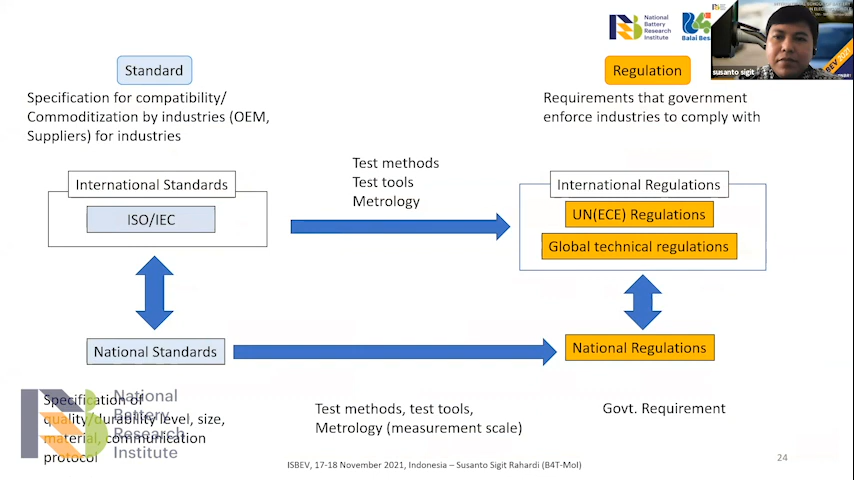 National
Battery
Research
Institute
Balai Bes
susanto sigit
Standard
Regulation
Specification for compatibility/
Commoditization by industries (OEM,
Suppliers) for industries
Requirements that government
enforce industries to comply with
Test methods
Test tools
Metrology
International Standards
ISO/IEC
International Regulations
UN(ECE) Regulations
Global technical regulations
National Standards
National Regulations
Specification of
quality/durability level, size,
material, communication
protocol
National
Battery
Research
Institute
Test methods, test tools,
Metrology (measurement scale)
Govt. Requirement
ISBEV, 17-18 November 2021, Indonesia – Susanto Sigit Rahardi (B4T-MoI)
24